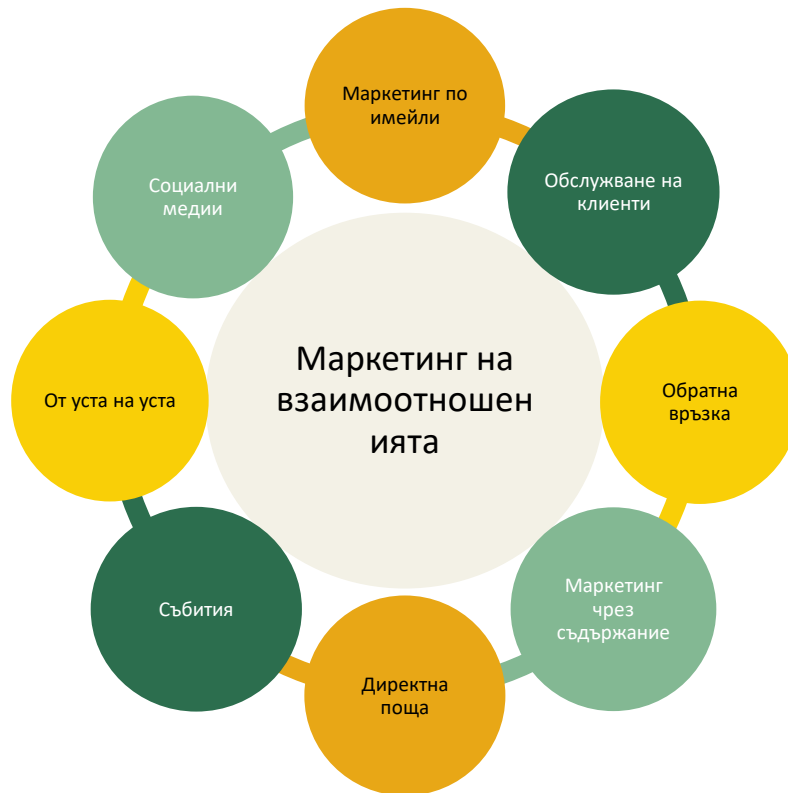 Маркетинг по
имейли
Обслужване на
клиенти
Обратна
връзка
Маркетинг
чрез
съдържание
Директна
поща
Събития
От уста на уста
Социални
медии
Маркетинг на
взаимоотношен
ията